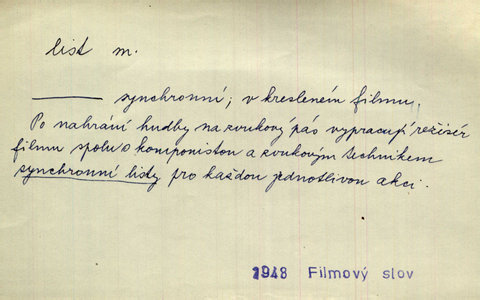 list m.
——— synchronní; v kresleném filmu.
Po nahrání hudby na zvukový pás vypracují režisér
filmu spolu s komponistou a zvukovým technikem
synchronní listy pro každou jednotlivou akci.
1948 Filmový slov